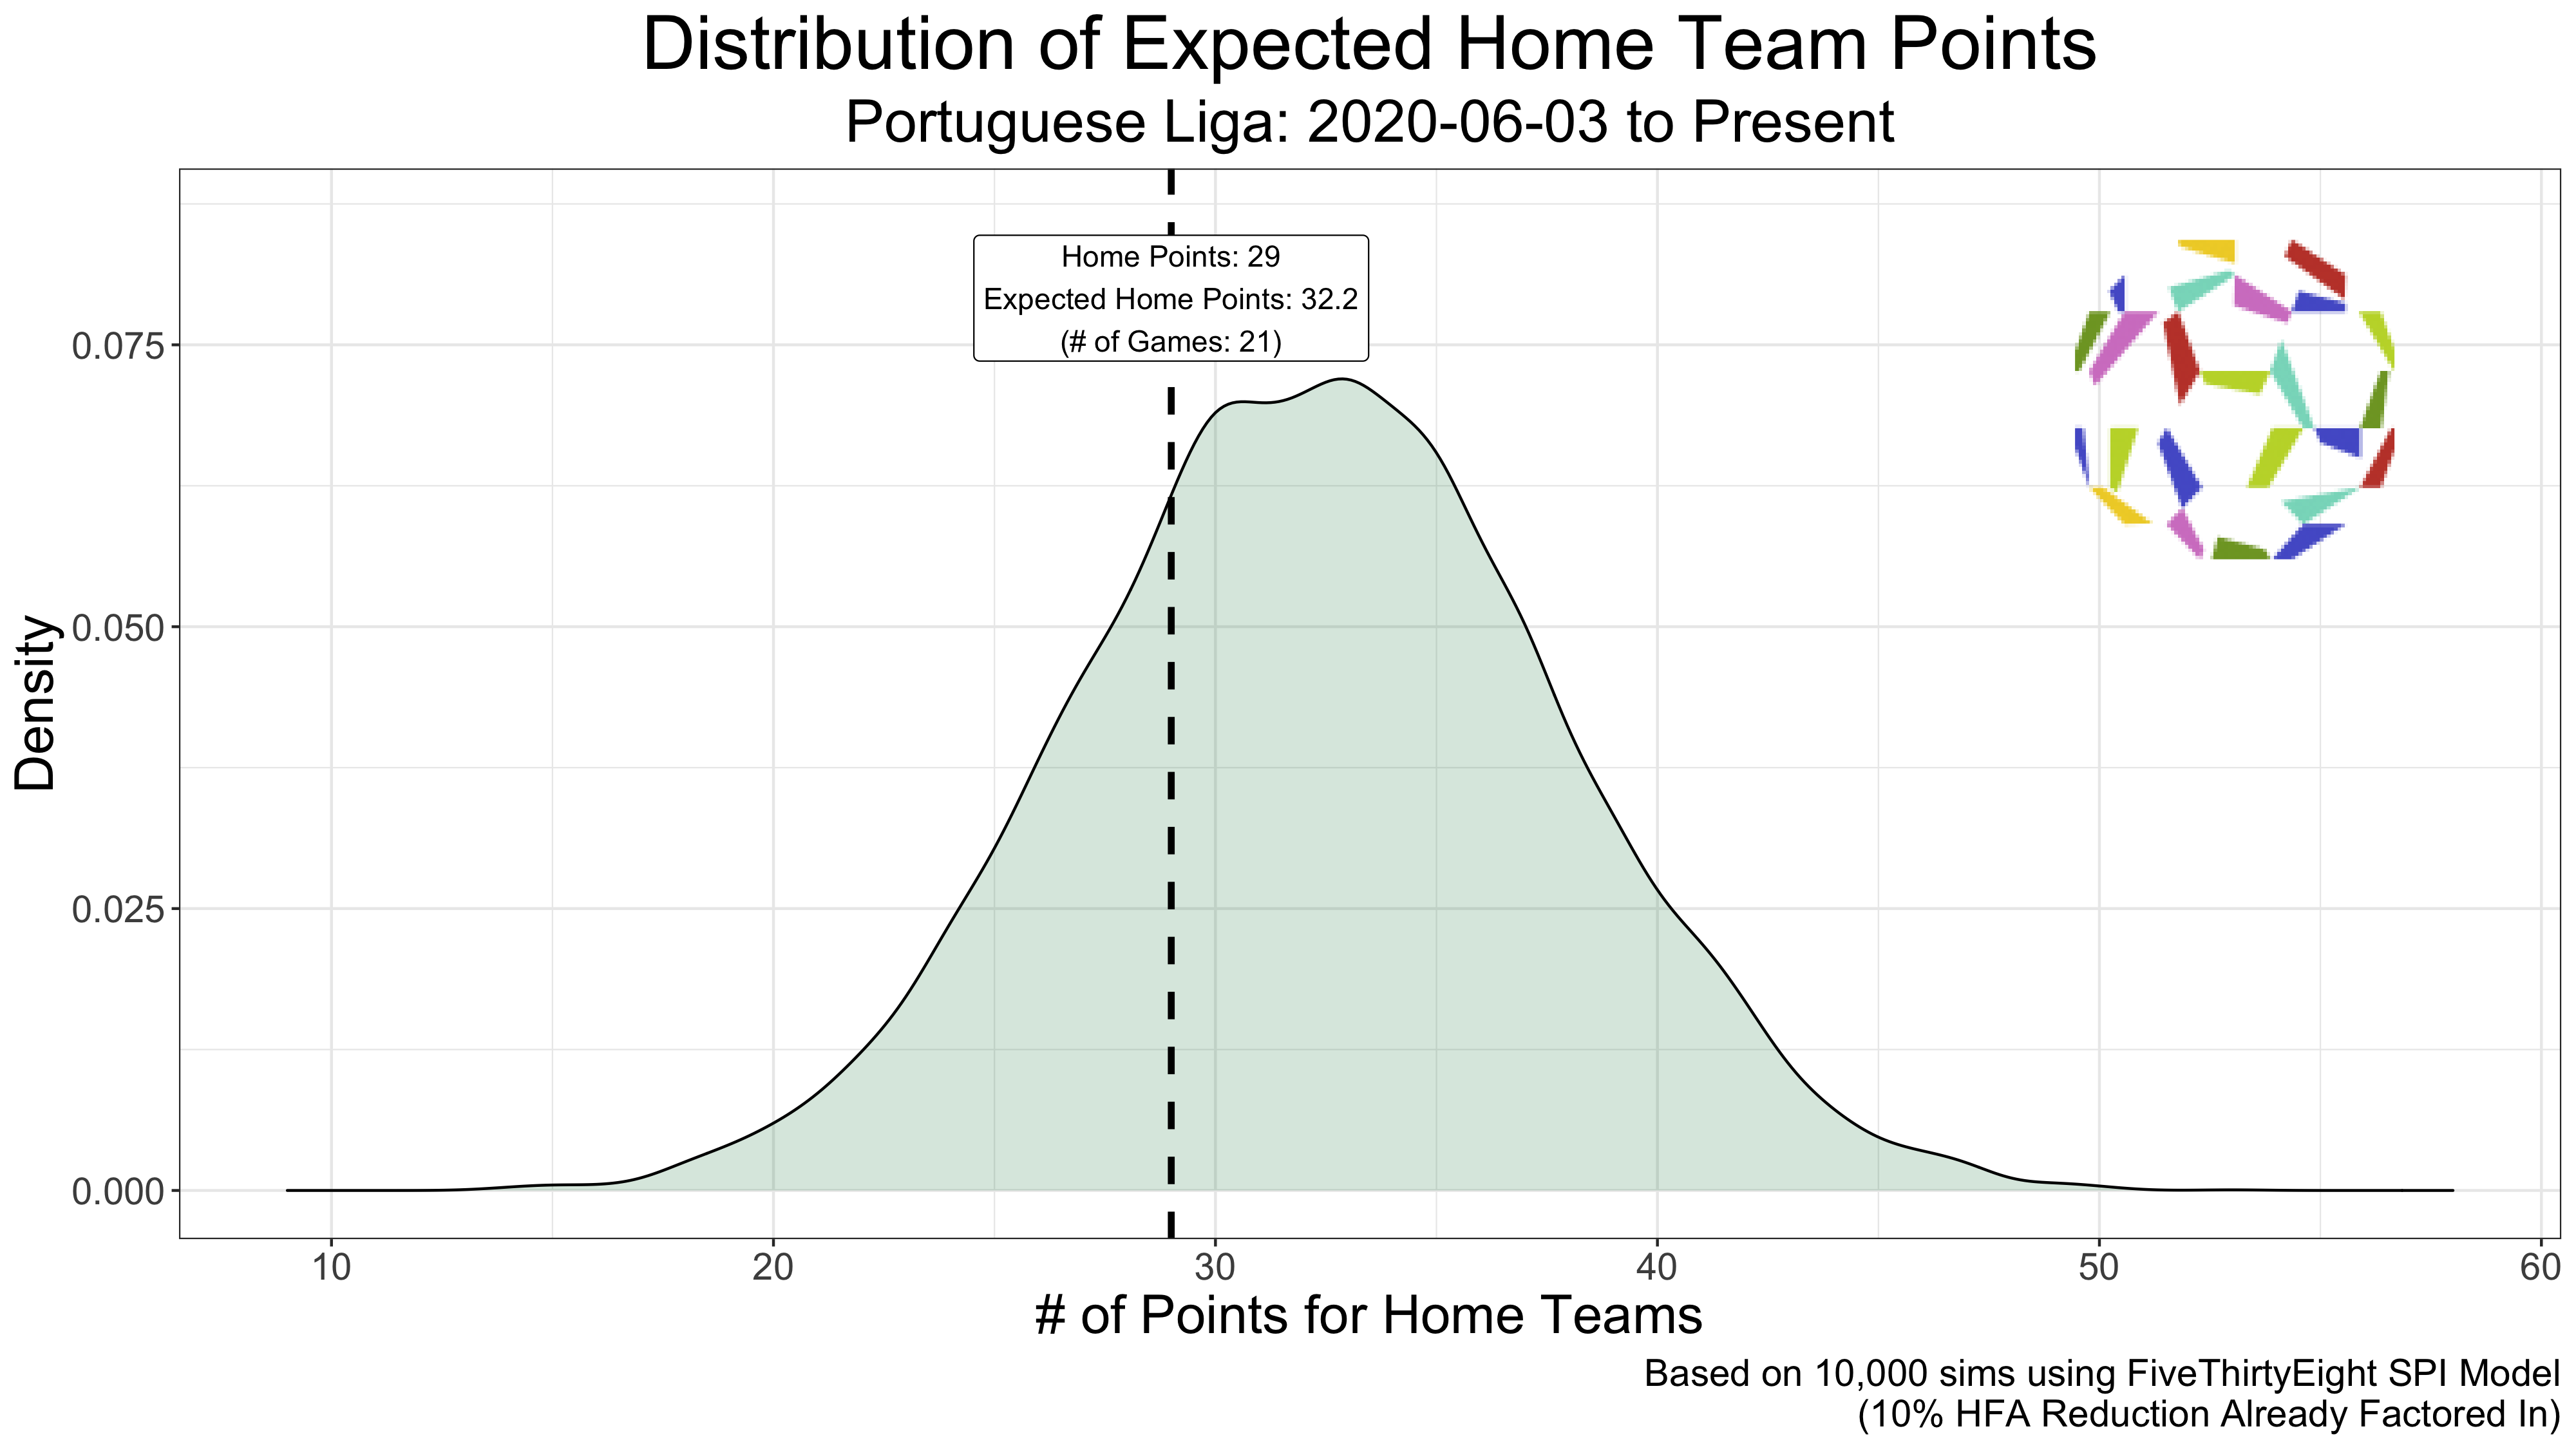 Distribution of Expected Home Team Points
Portuguese Liga: 2020-06-03 to Present
Home Points: 29
Expected Home Points: 32.2
(# of Games: 21)
0.075
0.050
0.025
0.000
Density
10 20 30 40 50 60
# of Points for Home Teams
Based on 10,000 sims using FiveThirtyEight SPI Model
(10% HFA Reduction Already Factored In)